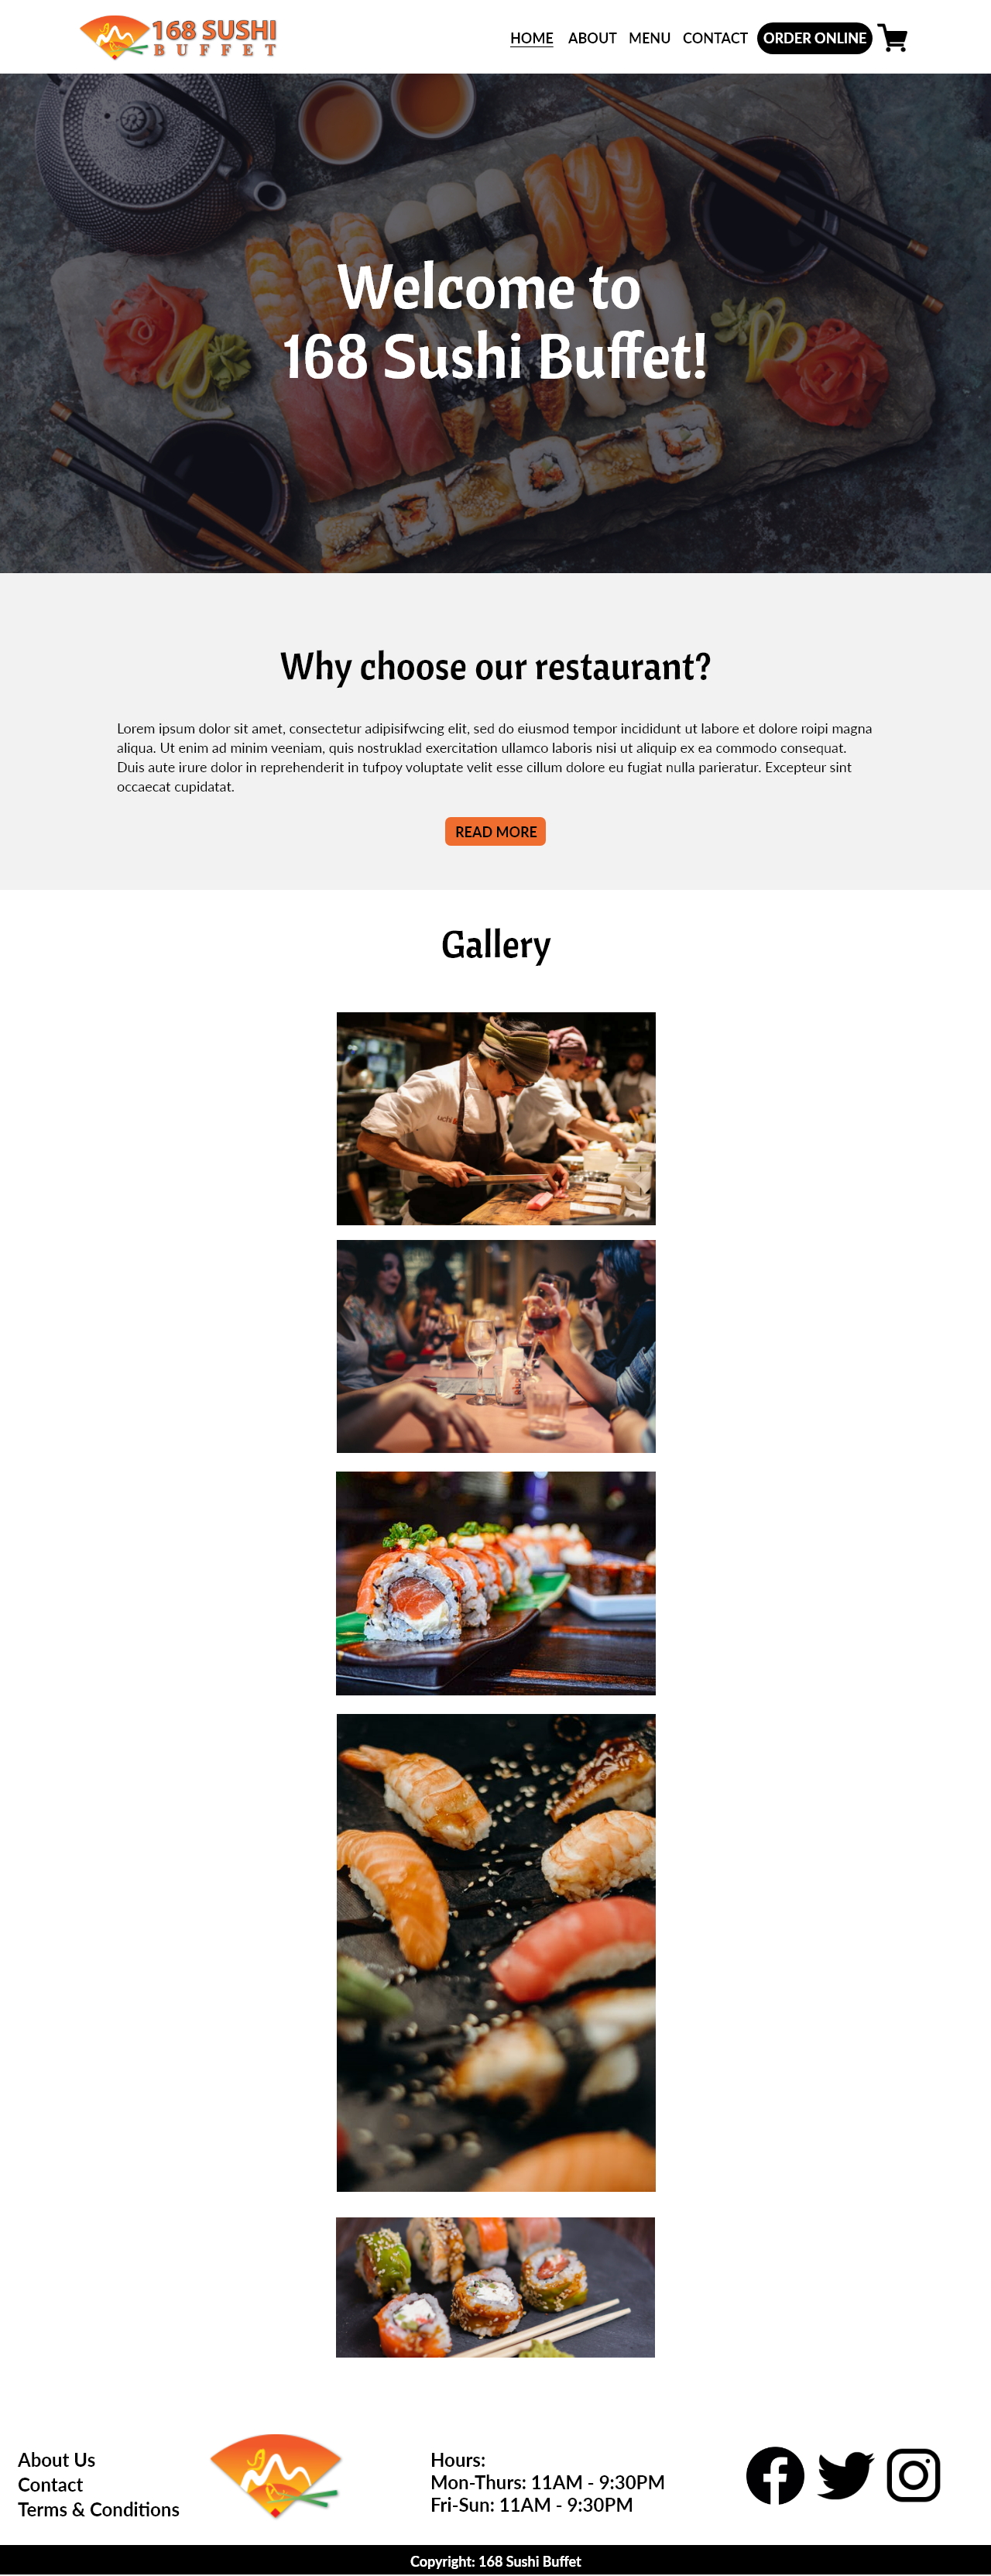 168 SUSHI
BUFFET
HOME ABOUT MENU CONTACT ORDER ONLINE
Welcome to
168 Sushi Buffet!
Why choose our restaurant?
Lorem ipsum dolor sit amet, consectetur adipisifwcing elit, sed do eiusmod tempor incididunt ut labore et dolore roipi magna
aliqua. Ut enim ad minim veeniam, quis nostruklad exercitation ullamco laboris nisi ut aliquip ex ea commodo consequat.
Duis aute irure dolor in reprehenderit in tufpoy voluptate velit esse cillum dolore eu fugiat nulla parieratur. Excepteur sint
occaecat cupidatat.
READ MORE
Gallery
uchi
About Us
Contact
Terms & Conditions
Hours:
Mon-Thurs: 11AM - 9:30PM
Fri-Sun: 11AM - 9:30PM
Copyright: 168 Sushi Buffet